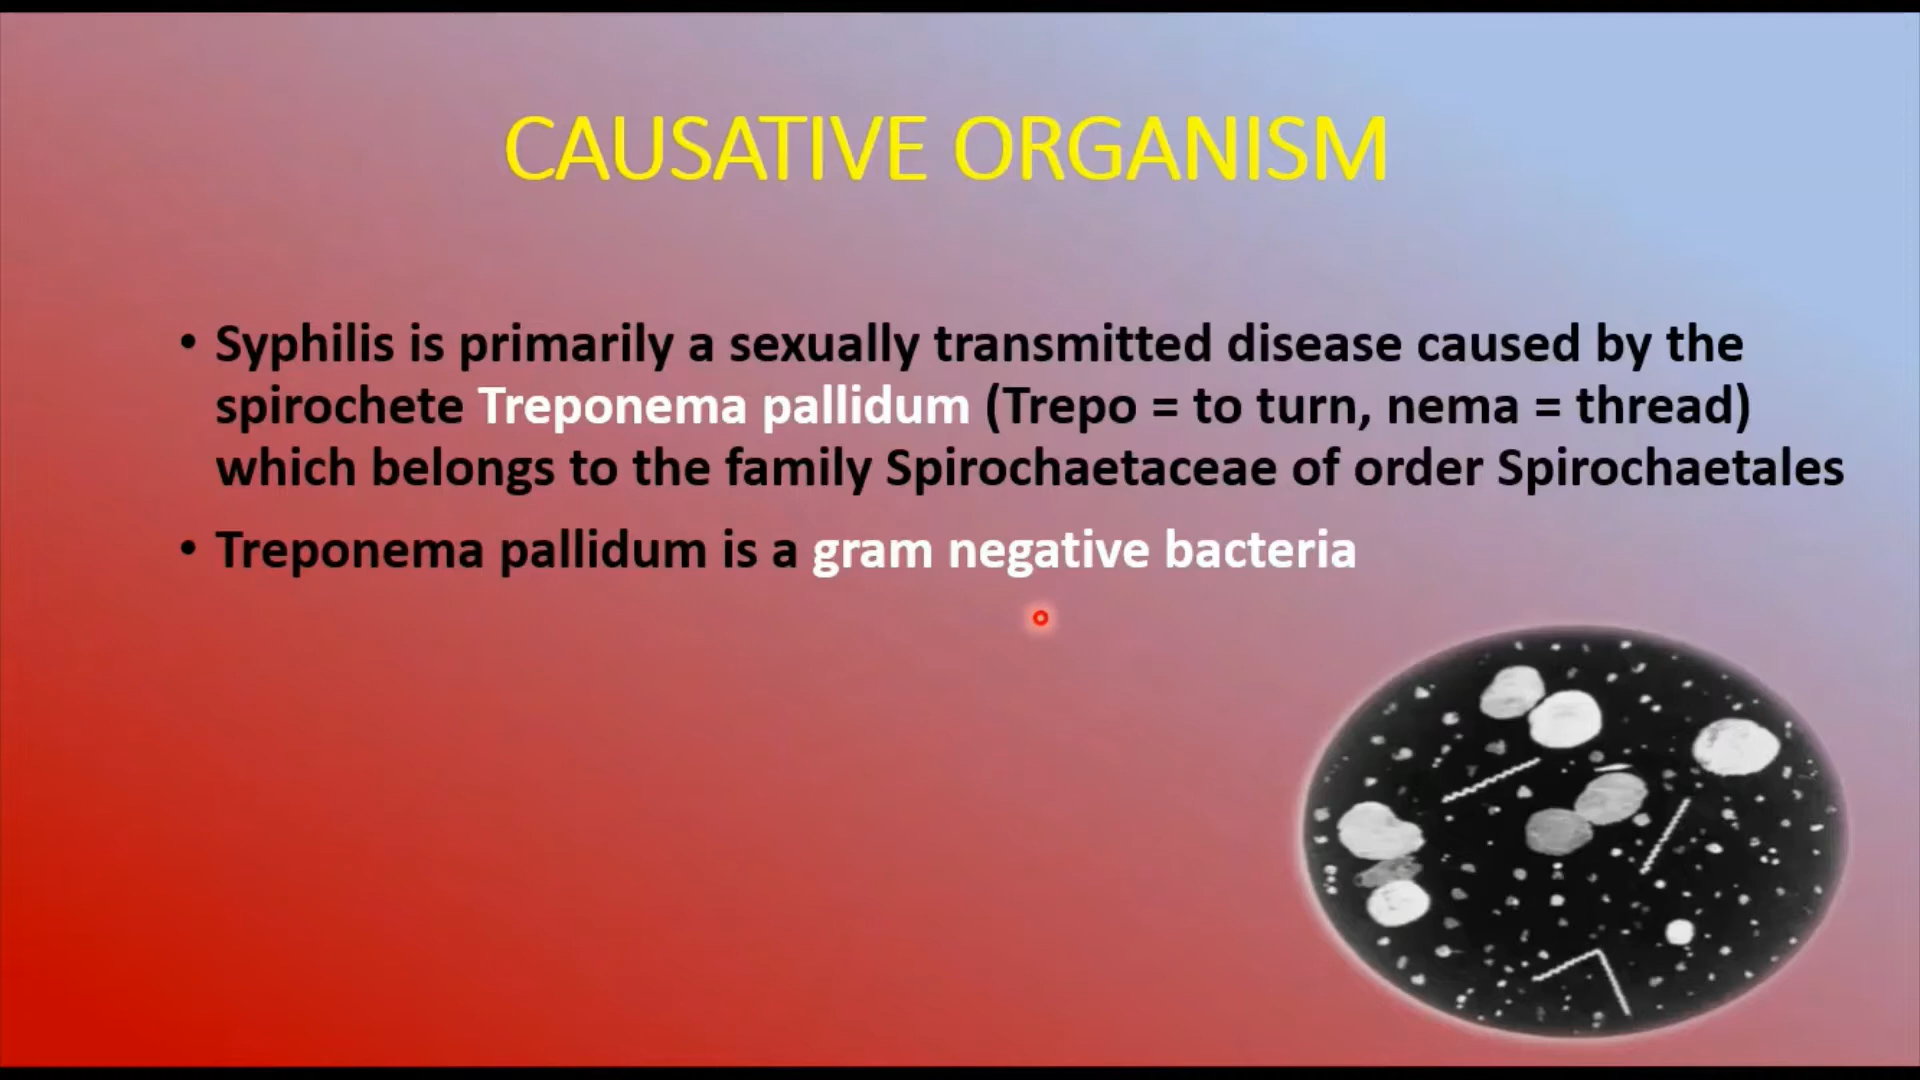 CAUSATIVE ORGANISM
• Syphilis is primarily a sexually transmitted disease caused by the
spirochete Treponema pallidum (Trepo = to turn, nema = thread)
which belongs to the family Spirochaetaceae of order Spirochaetales
• Treponema pallidum is a gram negative bacteria